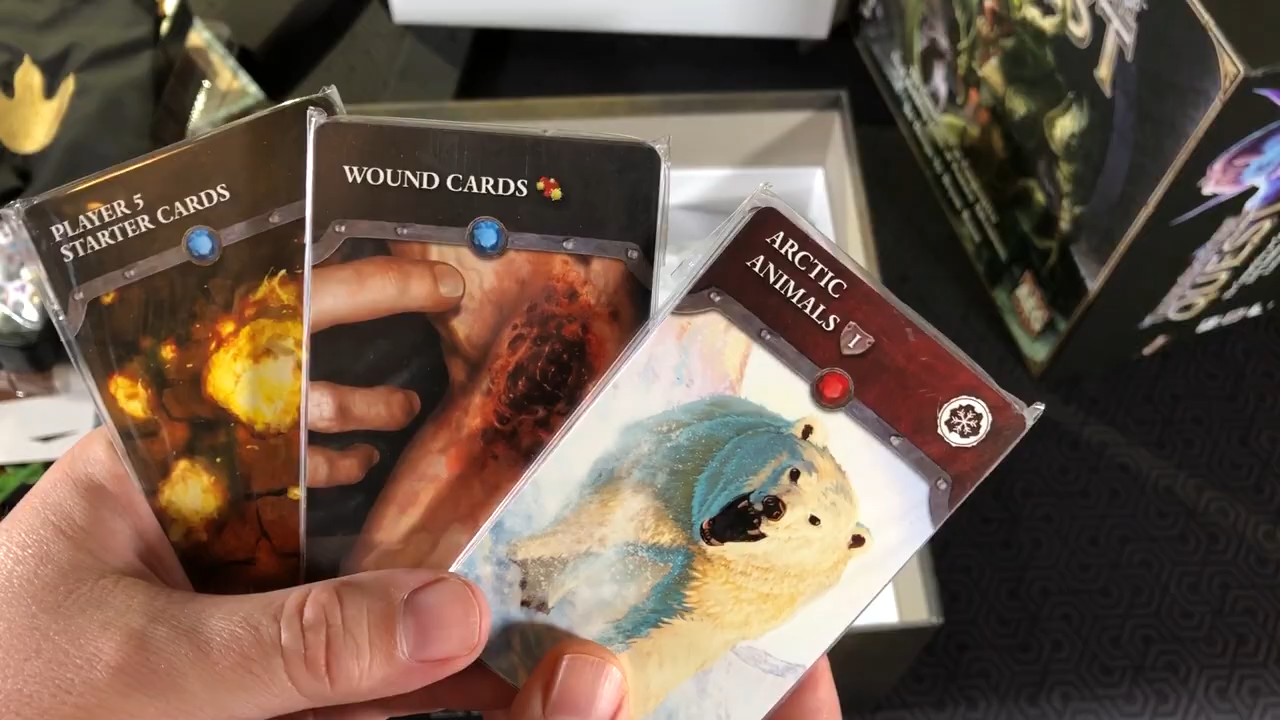 PLAYER 5
STARTER CARDS
WOUND CARDS
ARCTIC
ANIMALS I